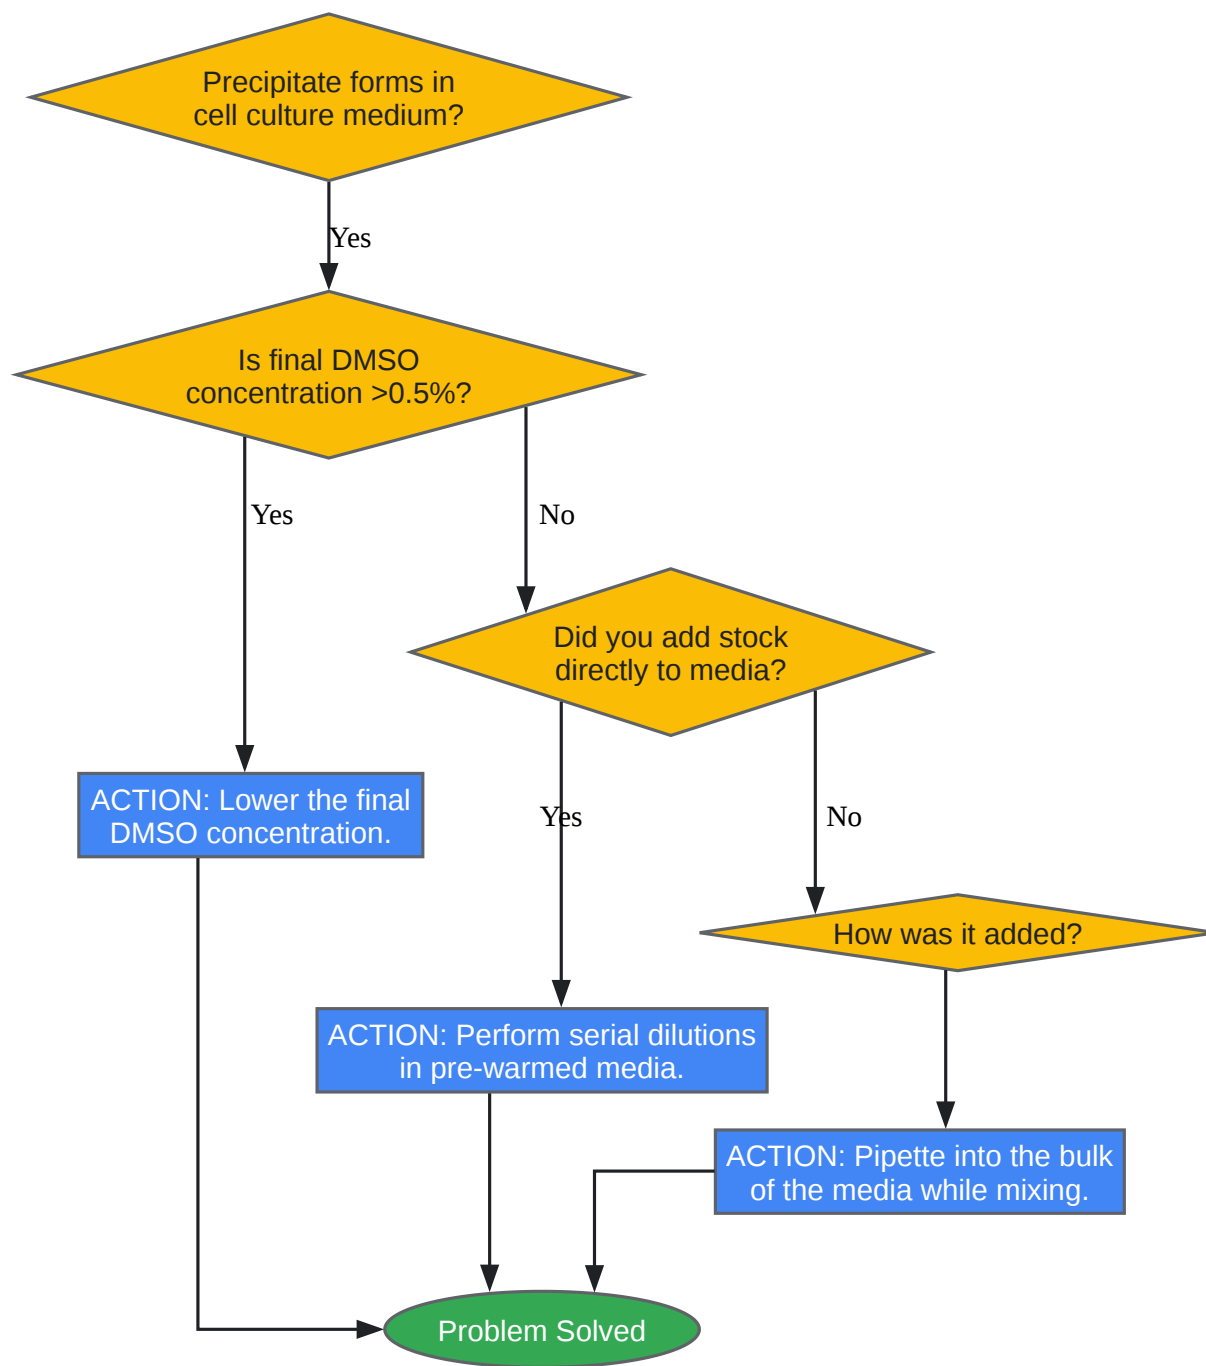 Precipitate forms in
cell culture medium?
Yes
Is final DMSO
concentration >0.5%?
Yes
No
Did you add stock
directly to media?
ACTION: Lower the final
DMSO concentration.
Yes
No
How was it added?
ACTION: Perform serial dilutions
in pre-warmed media.
ACTION: Pipette into the bulk
of the media while mixing.
Problem Solved